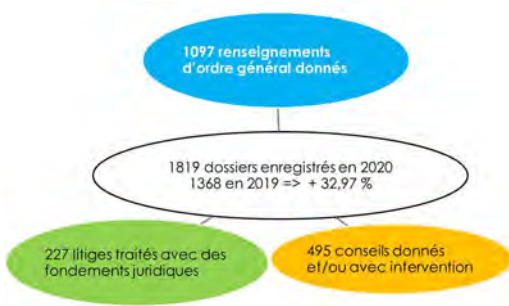 1097 renseignements
d'ordre général donnés
1819 dossiers enregistrés en 2020
1368 en 2019 => + 32,97 %
227 litiges traités avec des
fondements juridiques
495 conseils donnés
et/ou avec intervention